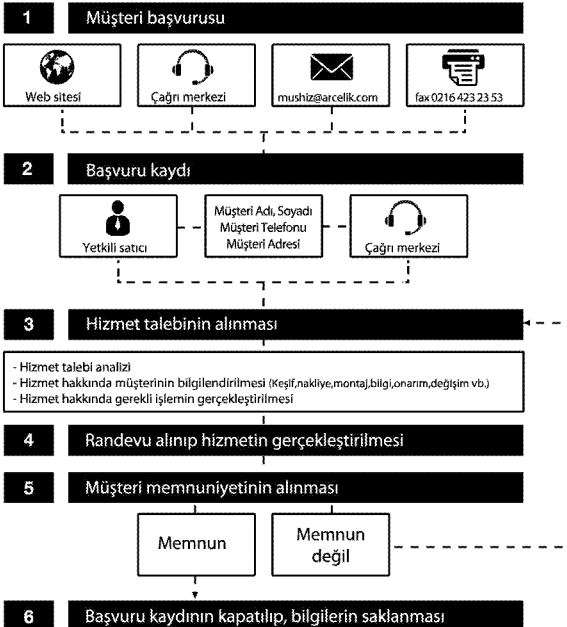 1 Müşteri başvurusu
Web sitesi
Çağrı merkezi
mushiz@arcelik.com
fax 0216 423 23 53
2 Başvuru kaydı
Yetkili satıcı
Müşteri Adı, Soyadı
Müşteri Telefonu
Müşteri Adresi
Çağrı merkezi
3 Hizmet talebinin alınması
- Hizmet talebi analizi
- Hizmet hakkında müşterinin bilgilendirilmesi (Keşif,nakliye,montaj,bilgi,onarım,değişim vb.)
- Hizmet hakkında gerekli işlemin gerçekleştirilmesi
4 Randevu alınıp hizmetin gerçekleştirilmesi
5 Müşteri memnuniyetinin alınması
Memnun
Memnun
değil
6 Başvuru kaydının kapatılıp, bilgilerin saklanması